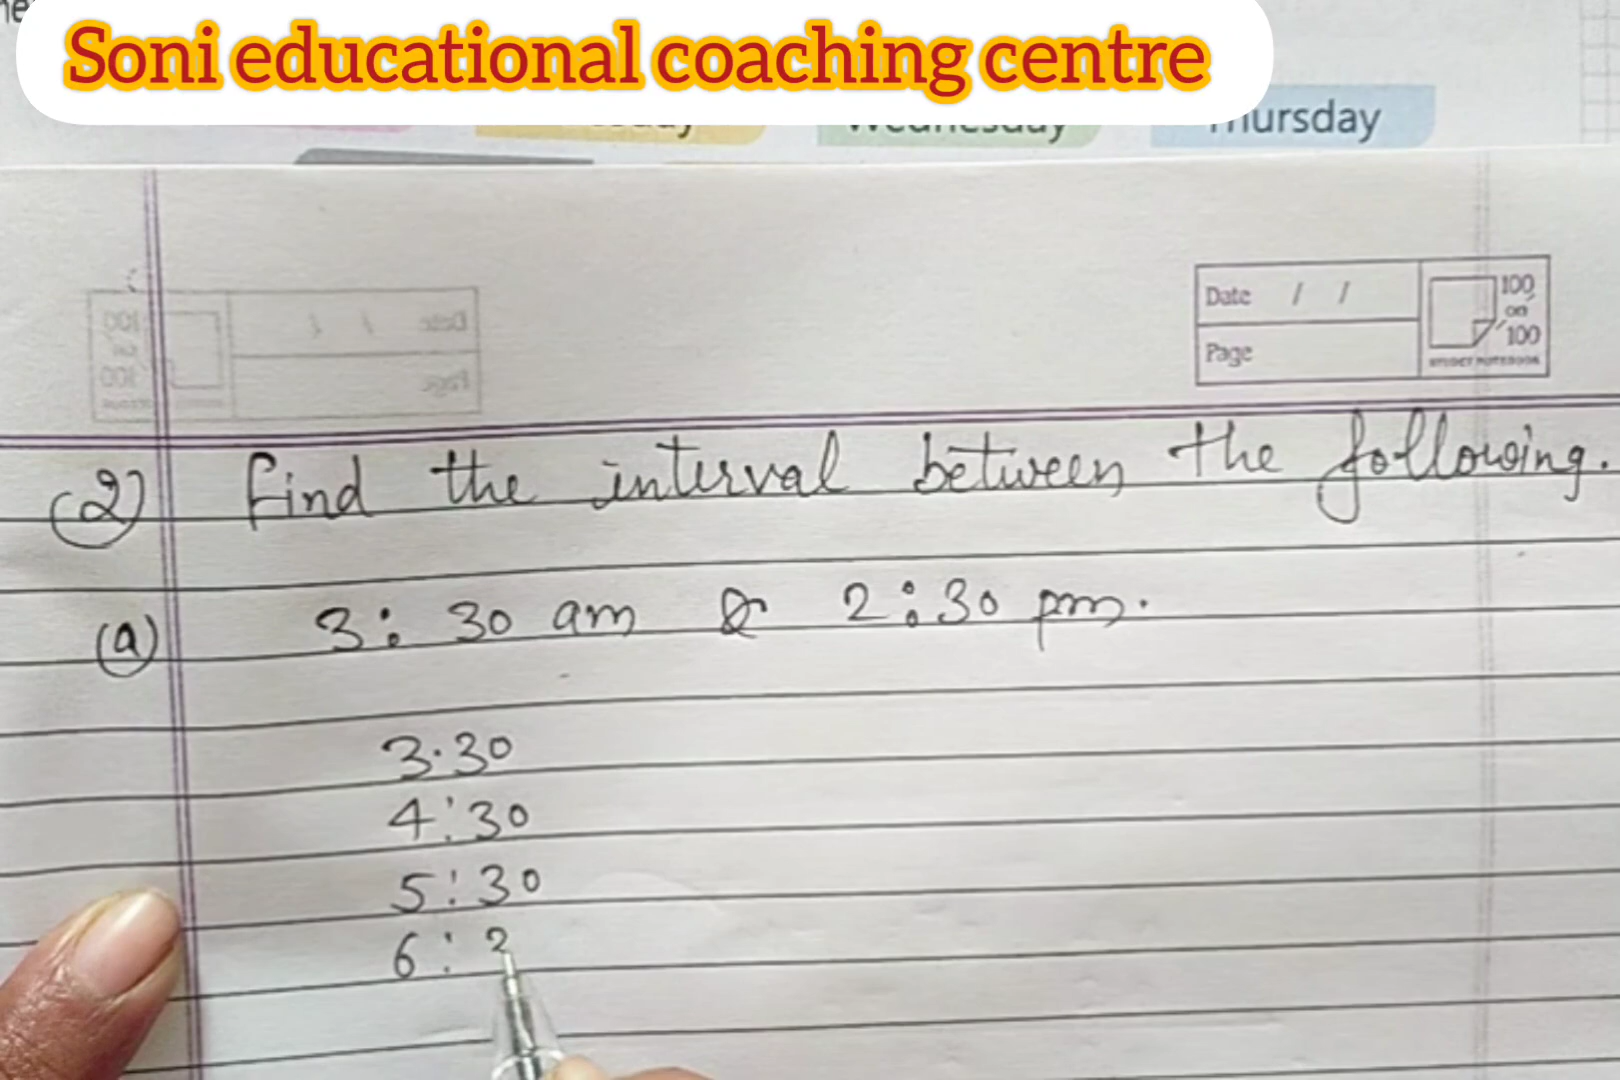 Soni educational coaching centre
Wednesday Thursday
Date / / 100 on 100
Page
(2) Find the interval between the following.
(a) 3:30 am & 2:30 pm.
3.30
4:30
5:30
6: